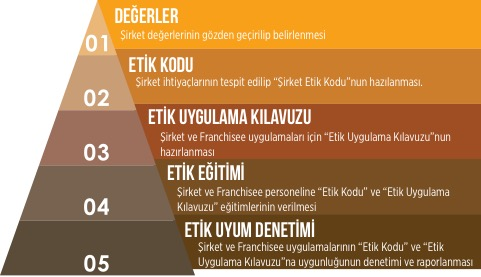 01
DEĞERLER
Şirket değerlerinin gözden geçirilip belirlenmesi
02
ETİK KODU
Şirket ihtiyaçlarının tespit edilip “Şirket Etik Kodu”nun hazılanması.
03
ETİK UYGULAMA KILAVUZU
Şirket ve Franchisee uygulamaları için “Etik Uygulama Kılavuzu”nun
hazırlanması
04
ETİK EĞİTİMİ
Şirket ve Franchisee personeline “Etik Kodu” ve “Etik Uygulama
Kılavuzu” eğitimlerinin verilmesi
05
ETİK UYUM DENETİMİ
Şirket ve Franchisee uygulamalarının “Etik Kodu” ve “Etik
Uygulama Kılavuzu”na uygunluğunun denetimi ve raporlanması